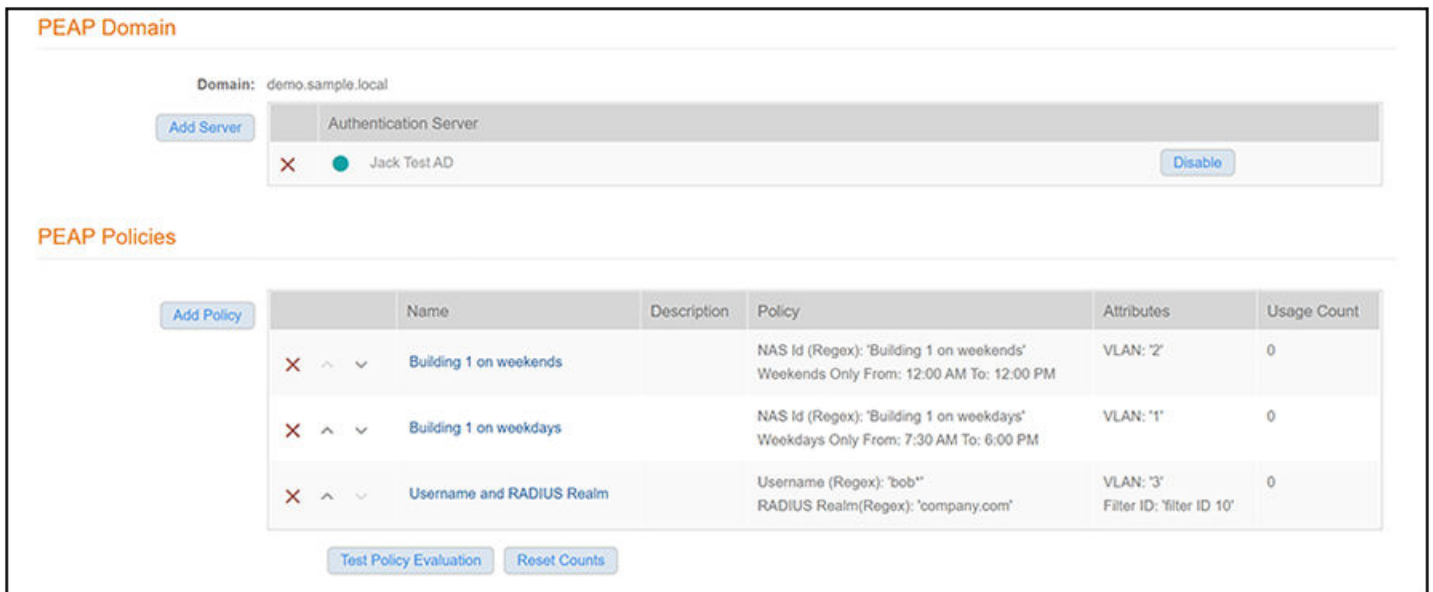 PEAP Domain
Domain: demo.sample.local
Add Server
Authentication Server
Jack Test AD
Disable
PEAP Policies
Add Policy
Name Description Policy Attributes Usage Count
Building 1 on weekends
NAS Id (Regex): 'Building 1 on weekends'
Weekends Only From: 12:00 AM To: 12:00 PM
VLAN: '2'
0
Building 1 on weekdays
NAS Id (Regex): 'Building 1 on weekdays'
Weekdays Only From: 7:30 AM To: 6:00 PM
VLAN: '1'
0
Username and RADIUS Realm
Username (Regex): 'bob*'
RADIUS Realm(Regex): 'company.com'
VLAN: '3'
Filter ID: 'filter ID 10'
0
Test Policy Evaluation
Reset Counts